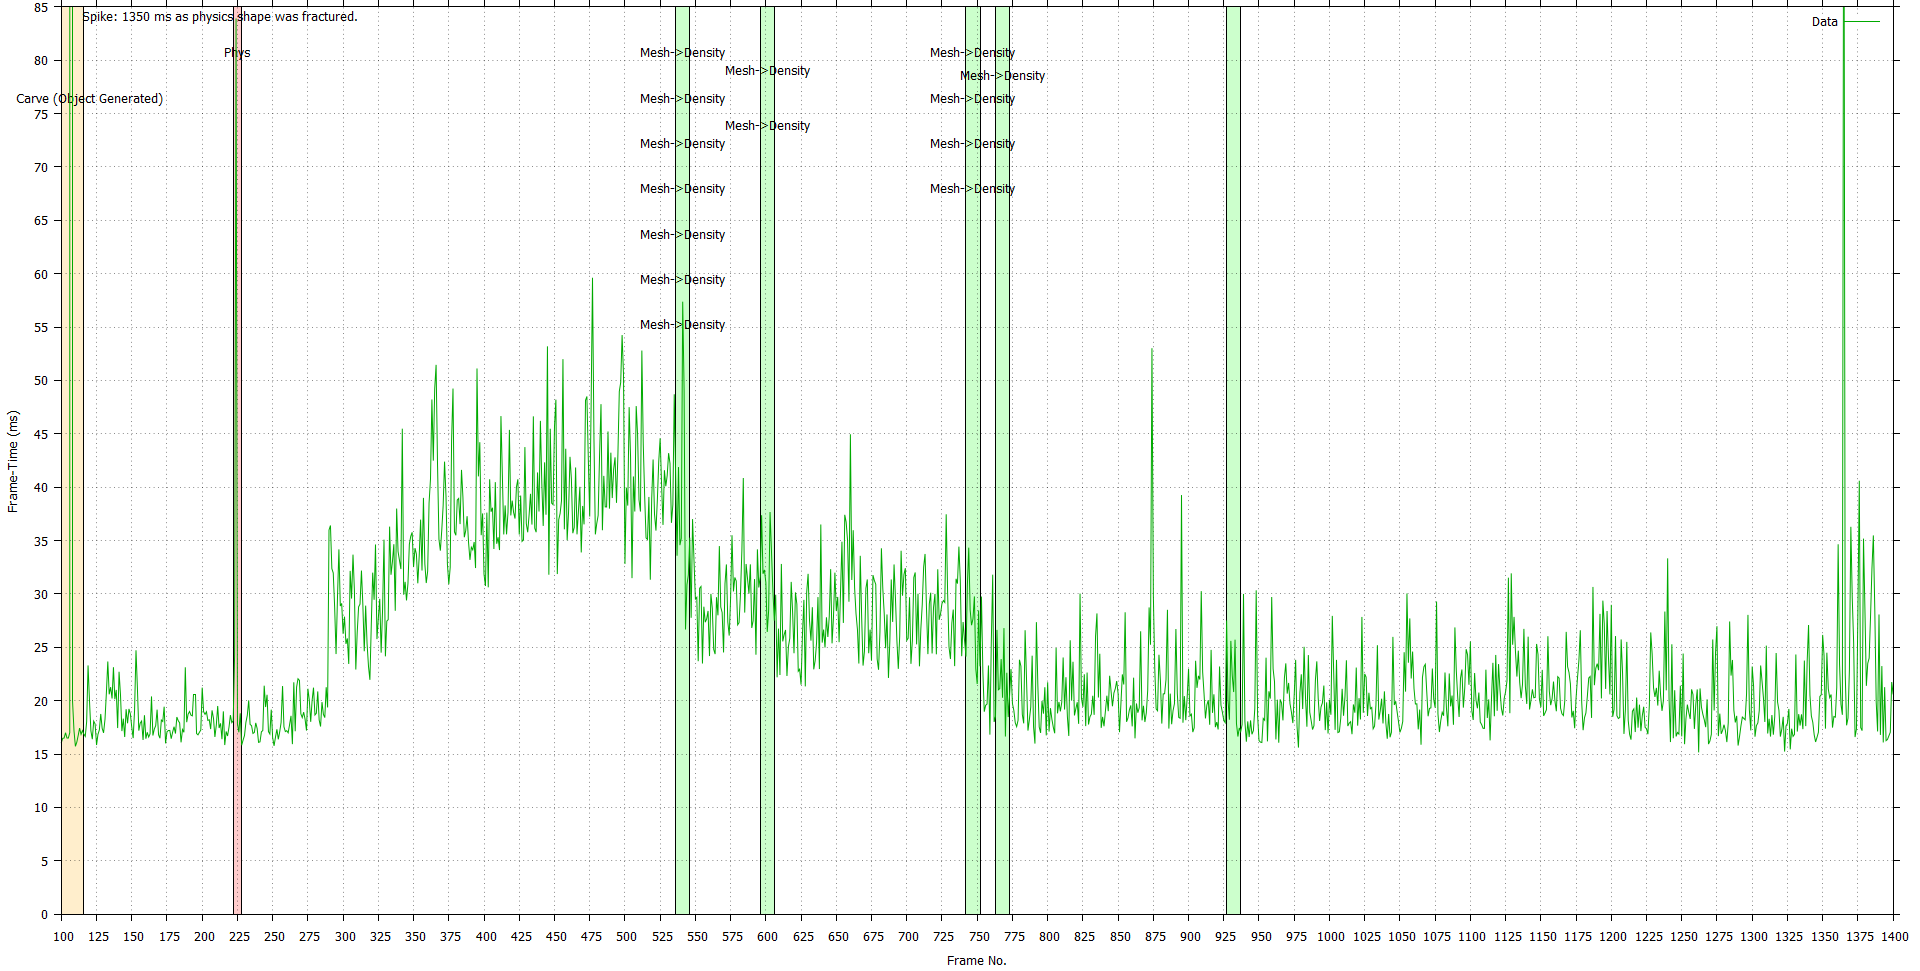 Spike: 1350 ms as physics shape was fractured.
Data
Phys
Mesh->Density
Mesh->Density
Mesh->Density
Mesh->Density
Carve (Object Generated)
Mesh->Density
Mesh->Density
Mesh->Density
Mesh->Density
Mesh->Density
Mesh->Density
Mesh->Density
Mesh->Density
Mesh->Density
Mesh->Density
85
80
75
70
65
60
55
50
45
40
35
30
25
20
15
10
5
0
Frame-Time (ms)
100 125 150 175 200 225 250 275 300 325 350 375 400 425 450 475 500 525 550 575 600 625 650 675 700 725 750 775 800 825 850 875 900 925 950 975 1000 1025 1050 1075 1100 1125 1150 1175 1200 1225 1250 1275 1300 1325 1350 1375 1400
Frame No.